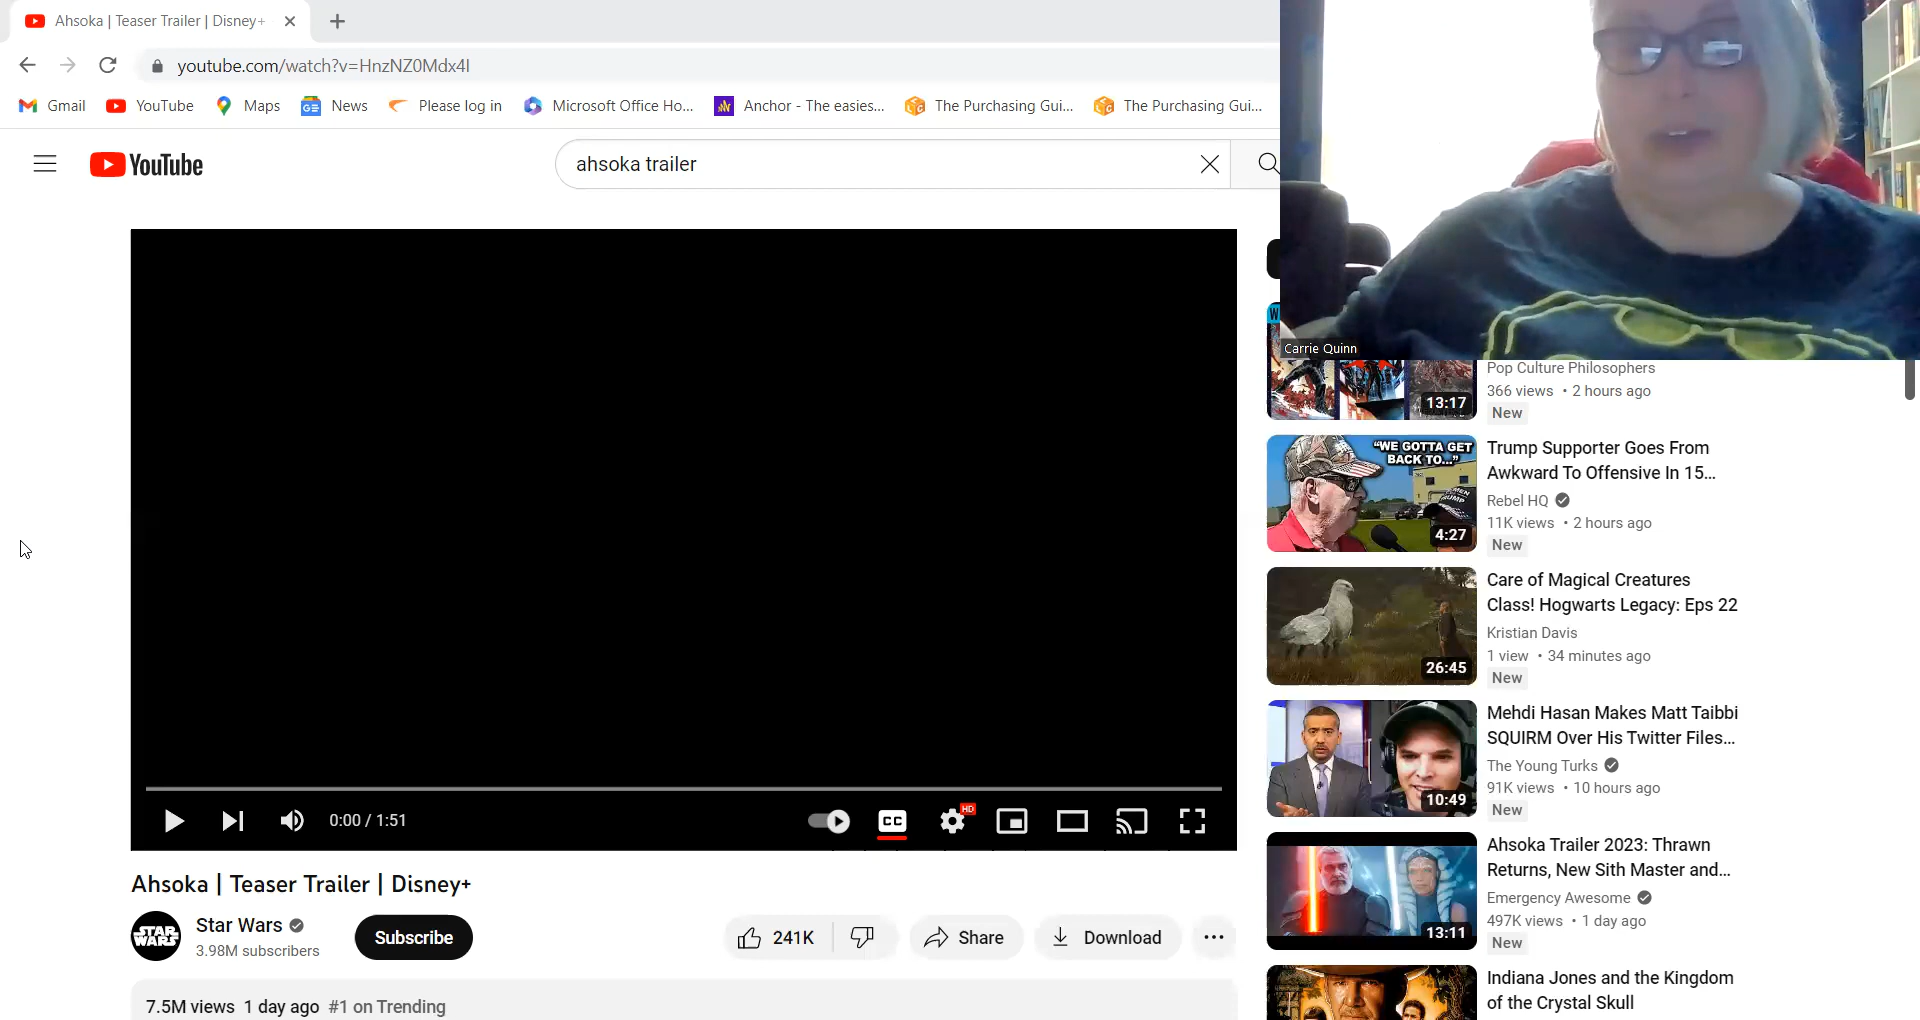 Ahsoka | Teaser Trailer | Disney+
youtube.com/watch?v=HnzNZ0Mdx4I
Gmail YouTube Maps News Please log in Microsoft Office Ho... Anchor - The easies... The Purchasing Gui... The Purchasing Gui...
YouTube
ahsoka trailer
Carrie Quinn
13:17
Pop Culture Philosophers
366 views • 2 hours ago
New
"WE GOTTA GET
BACK TO..."
4:27
Trump Supporter Goes From
Awkward To Offensive In 15...
Rebel HQ
11K views • 2 hours ago
New
26:45
Care of Magical Creatures
Class! Hogwarts Legacy: Eps 22
Kristian Davis
1 view • 34 minutes ago
New
10:49
Mehdi Hasan Makes Matt Taibbi
SQUIRM Over His Twitter Files...
The Young Turks
91K views • 10 hours ago
New
13:11
Ahsoka Trailer 2023: Thrawn
Returns, New Sith Master and...
Emergency Awesome
497K views • 1 day ago
New
Indiana Jones and the Kingdom
of the Crystal Skull
0:00 / 1:51
CC
HD
Ahsoka | Teaser Trailer | Disney+
STAR WARS
Star Wars
3.98M subscribers
Subscribe
241K
Share
Download
7.5M views 1 day ago #1 on Trending